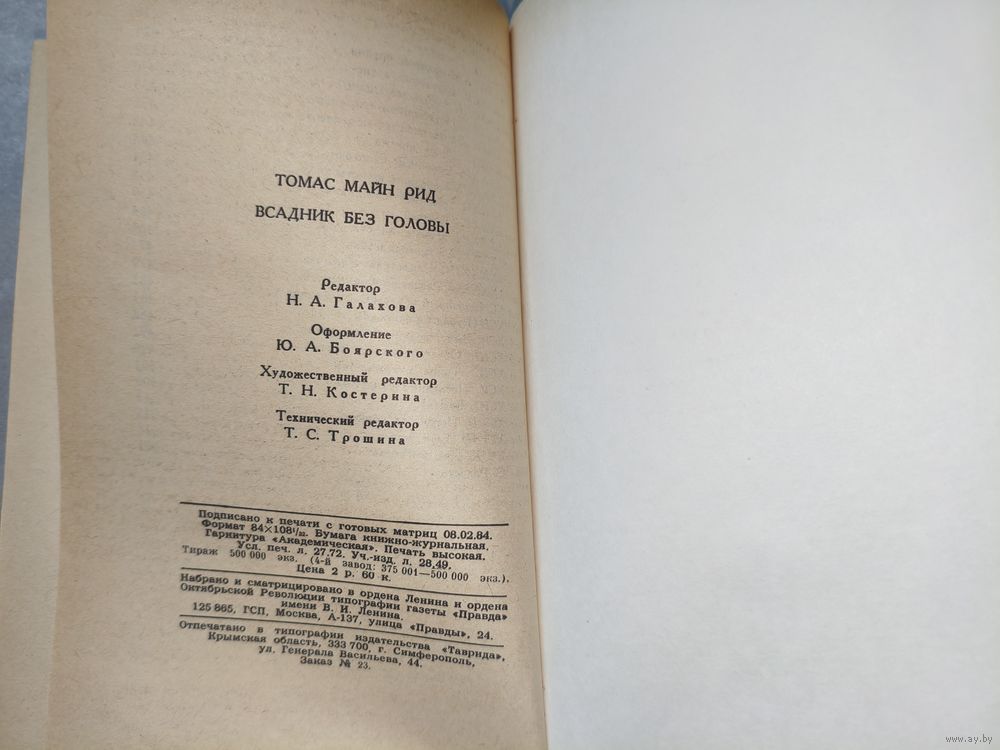 ТОМАС МАЙН РИД
ВСАДНИК БЕЗ ГОЛОВЫ
Редактор
Н. А. Галахова
Оформление
Ю. А. Боярского
Художественный редактор
Т. Н. Костерина
Технический редактор
Т. С. Трошина
Подписано к печати с готовых матриц 08.02.84.
Формат 84×108¹/₃₂. Бумага книжно-журнальная.
Гарнитура «Академическая». Печать высокая.
Усл. печ. л. 27.72. Уч.-изд. л. 28,49.
Тираж 500 000 экз. (4-й завод: 375 001—500 000 экз.).
Цена 2 р. 60 к.
Набрано и сматрицировано в ордена Ленина и ордена
Октябрьской Революции типографии газеты «Правда»
имени В. И. Ленина.
125 865, ГСП, Москва, А-137, улица «Правды», 24.
Отпечатано в типографии издательства «Таврида»,
Крымская область, 333 700, г. Симферополь,
ул. Генерала Васильева, 44.
Заказ № 23.
www.ay.by